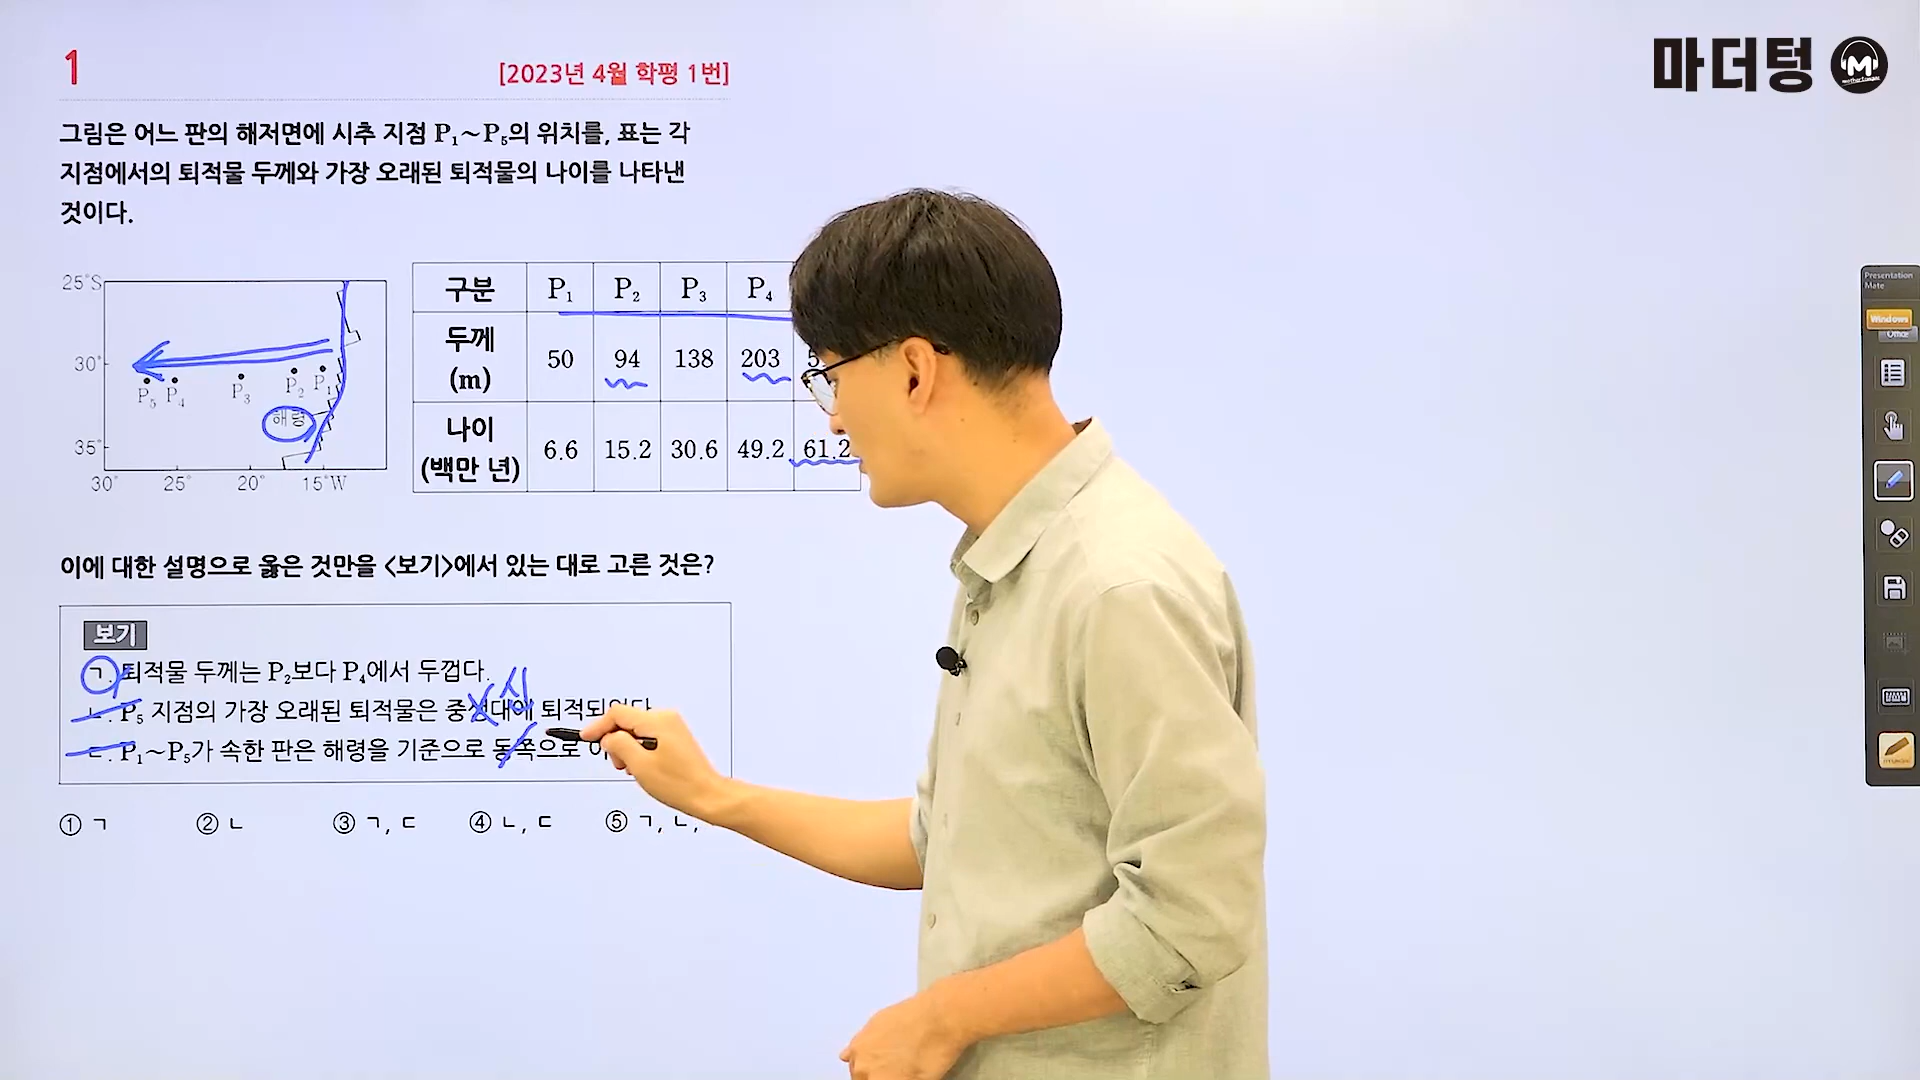 1
[2023년 4월 학평 1번]
마더텅
그림은 어느 판의 해저면에 시추 지점 P₁~P₅의 위치를, 표는 각
지점에서의 퇴적물 두께와 가장 오래된 퇴적물의 나이를 나타낸
것이다.
25°S
30°
35°
30° 25° 20° 15°W
P₅ P₄ P₃ P₂ P₁
해령
구분 P₁ P₂ P₃ P₄
두께 (m) 50 94 138 203
나이 (백만 년) 6.6 15.2 30.6 49.2 61.2
이에 대한 설명으로 옳은 것만을 <보기>에서 있는 대로 고른 것은?
보기
ㄱ. 퇴적물 두께는 P₂보다 P₄에서 두껍다.
신
ㄴ. P₅ 지점의 가장 오래된 퇴적물은 중생대에 퇴적되었다
ㄷ. P₁~P₅가 속한 판은 해령을 기준으로 동쪽으로
① ㄱ ② ㄴ ③ ㄱ, ㄷ ④ ㄴ, ㄷ ⑤ ㄱ, ㄴ,
Presentation
Mate
Windows
Office